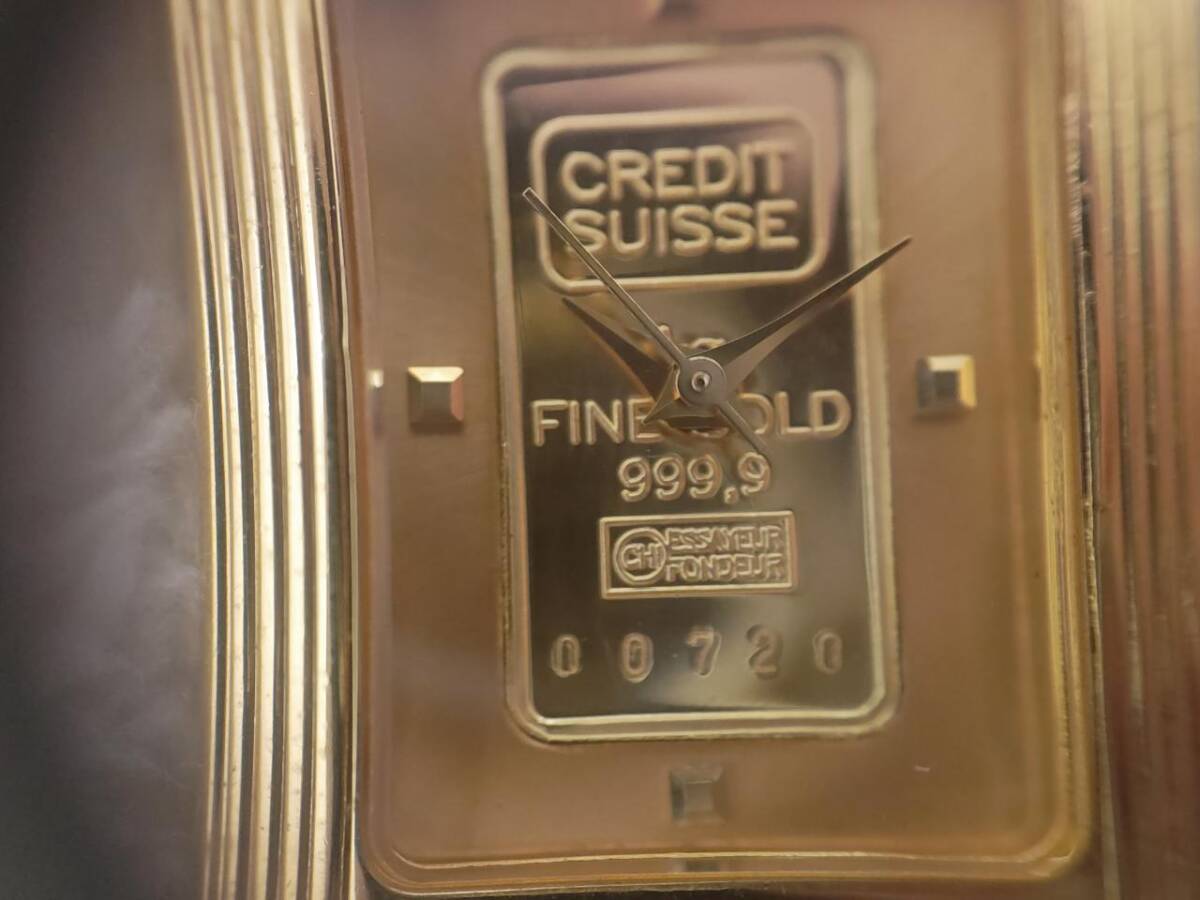 CREDIT
SUISSE
FINE GOLD
999,9
CHI ESSAYEUR
FONDEUR
00720